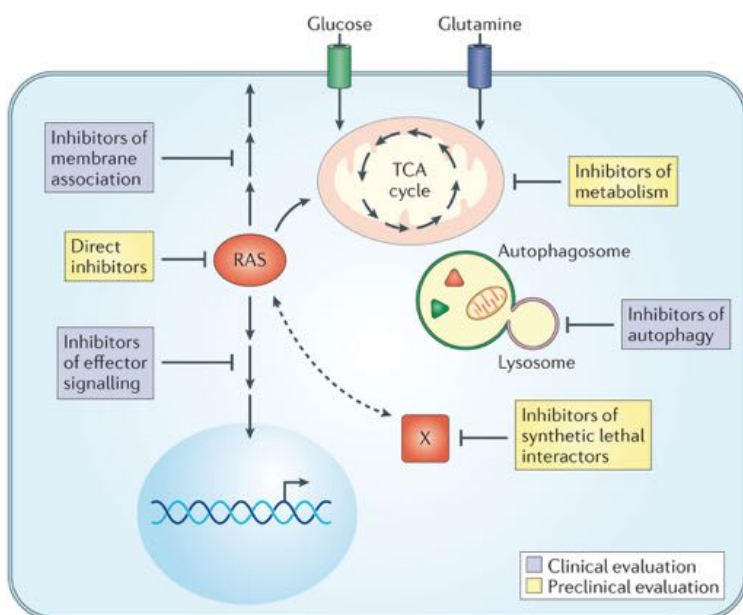 Glucose
Glutamine
Inhibitors of
membrane
association
TCA
cycle
Inhibitors of
metabolism
Direct
inhibitors
RAS
Autophagosome
Inhibitors of
autophagy
Inhibitors
of effector
signalling
Lysosome
X
Inhibitors of
synthetic lethal
interactors
Clinical evaluation
Preclinical evaluation